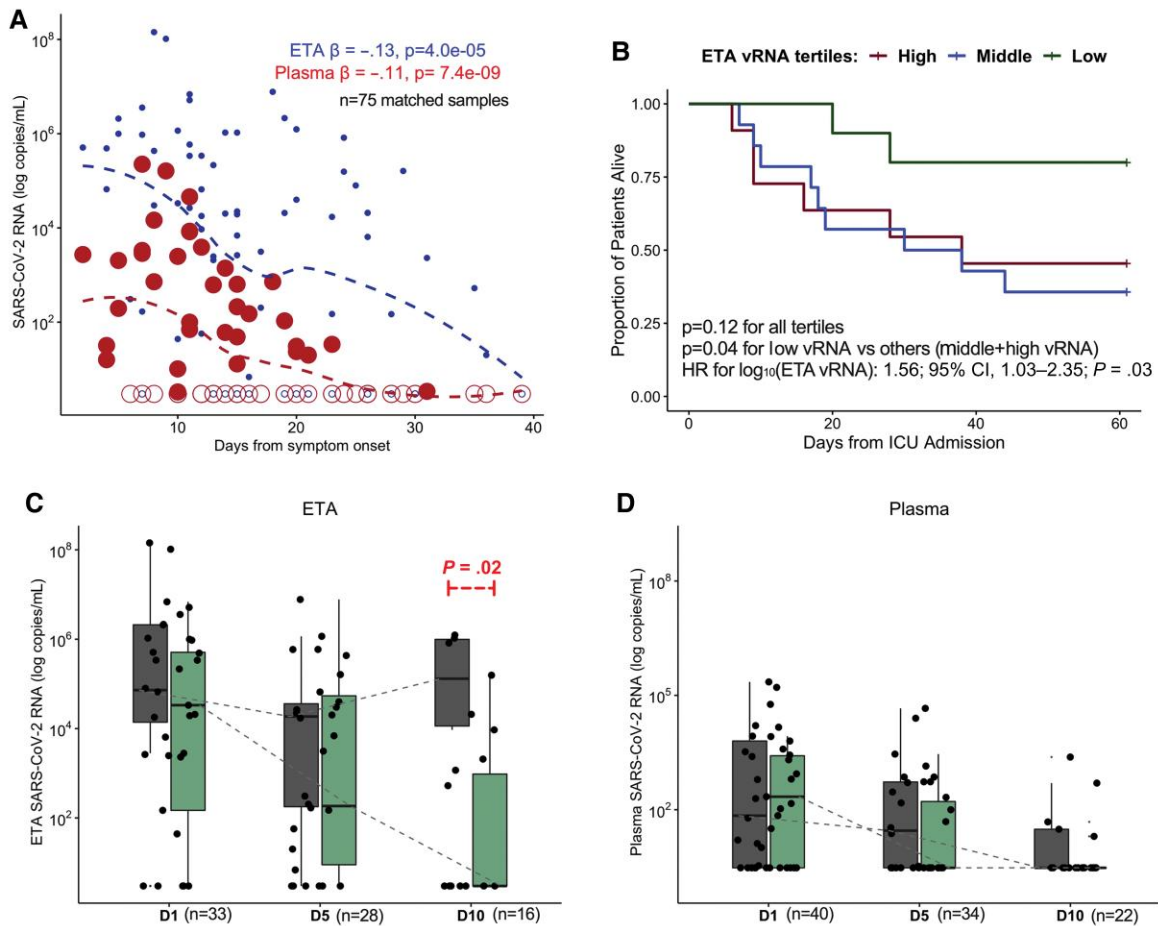 A
SARS-CoV-2 RNA (log copies/mL)
10⁸
10⁶
10⁴
10²
ETA β = −.13, p=4.0e-05
Plasma β = −.11, p= 7.4e-09
n=75 matched samples
10 20 30 40
Days from symptom onset
B
ETA vRNA tertiles: High Middle Low
Proportion of Patients Alive
1.00
0.75
0.50
0.25
0.00
p=0.12 for all tertiles
p=0.04 for low vRNA vs others (middle+high vRNA)
HR for log₁₀(ETA vRNA): 1.56; 95% CI, 1.03–2.35; P = .03
0 20 40 60
Days from ICU Admission
C
ETA
ETA SARS-CoV-2 RNA (log copies/mL)
10⁸
10⁶
10⁴
10²
P = .02
D1 (n=33) D5 (n=28) D10 (n=16)
D
Plasma
Plasma SARS-CoV-2 RNA (log copies/mL)
10⁸
10⁵
10²
D1 (n=40) D5 (n=34) D10 (n=22)